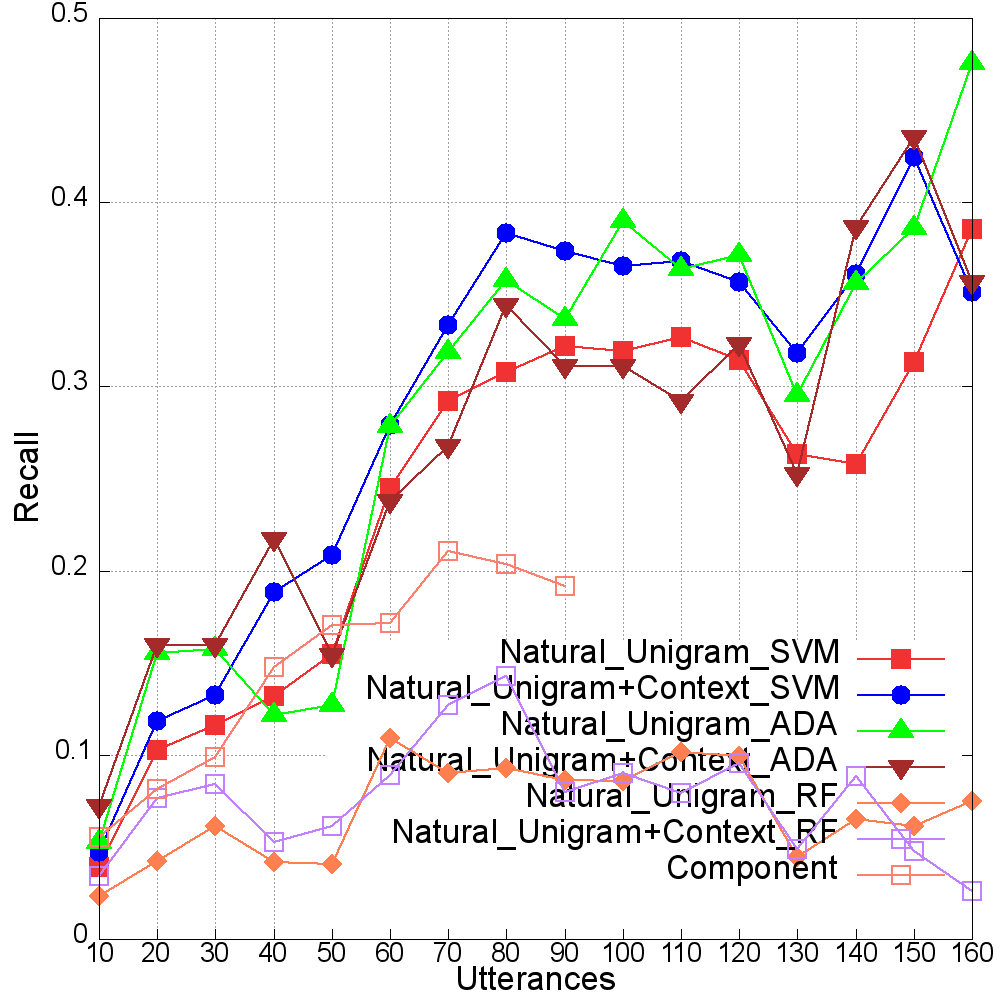 0.5
0.4
0.3
0.2
0.1
0
Recall
Natural_Unigram_SVM
Natural_Unigram+Context_SVM
Natural_Unigram_ADA
Natural_Unigram+Context_ADA
Natural_Unigram_RF
Natural_Unigram+Context_RF
Component
10 20 30 40 50 60 70 80 90 100 110 120 130 140 150 160
Utterances